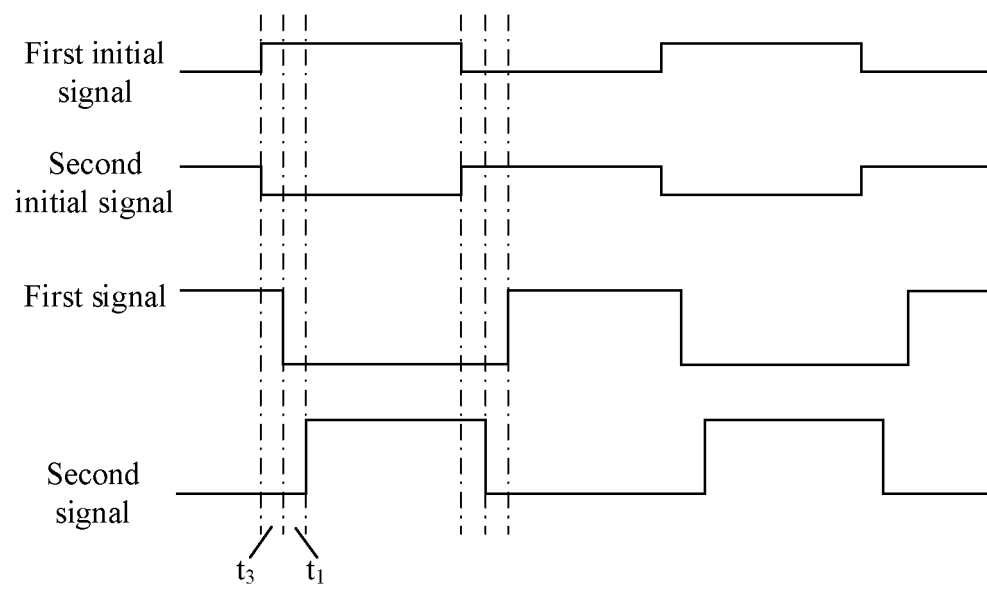 First initial
signal
Second
initial signal
First signal
Second
signal
t₃
t₁